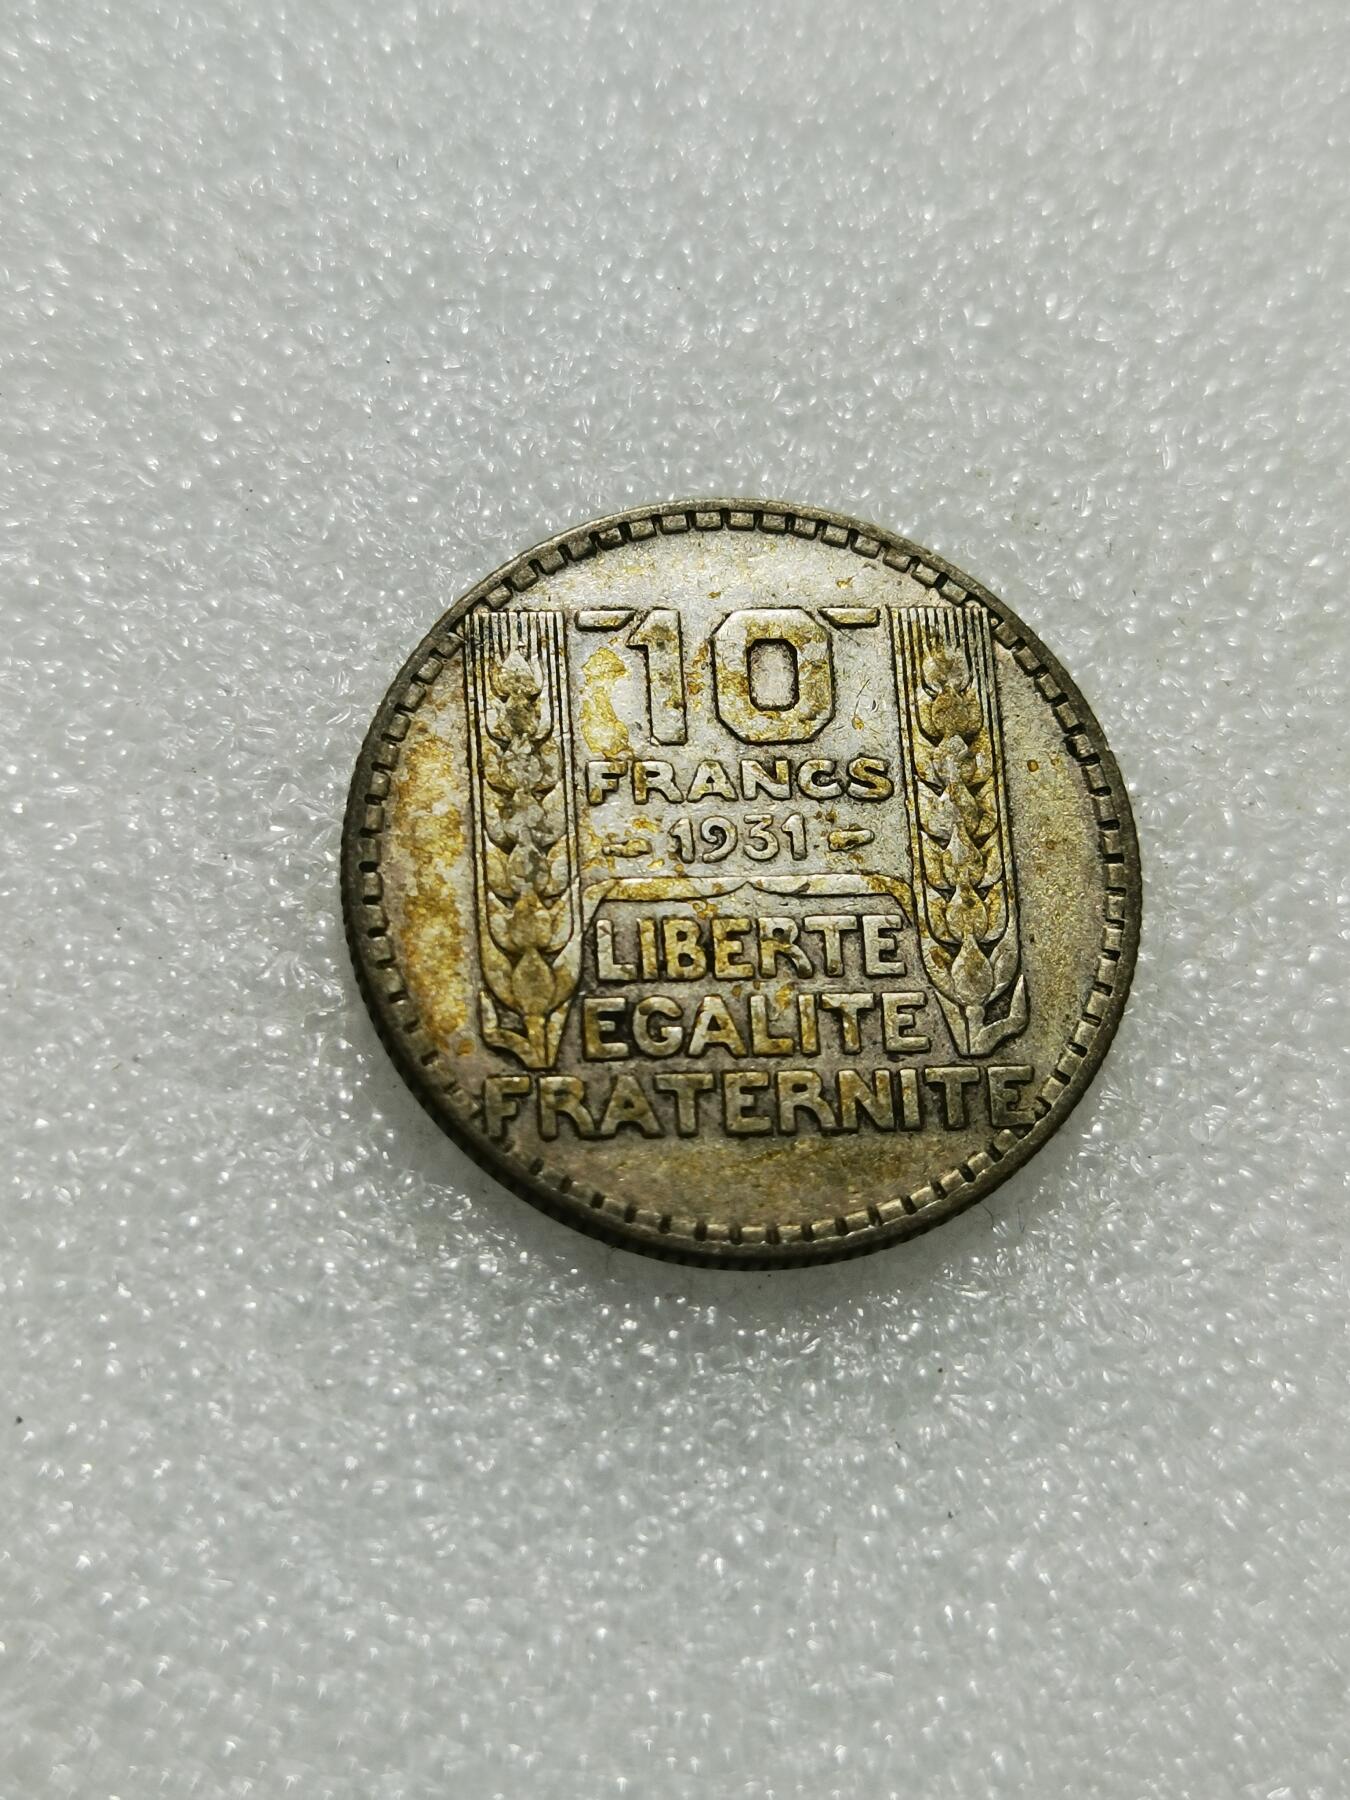 10
FRANCS
1931
LIBERTE
EGALITE
FRATERNITE